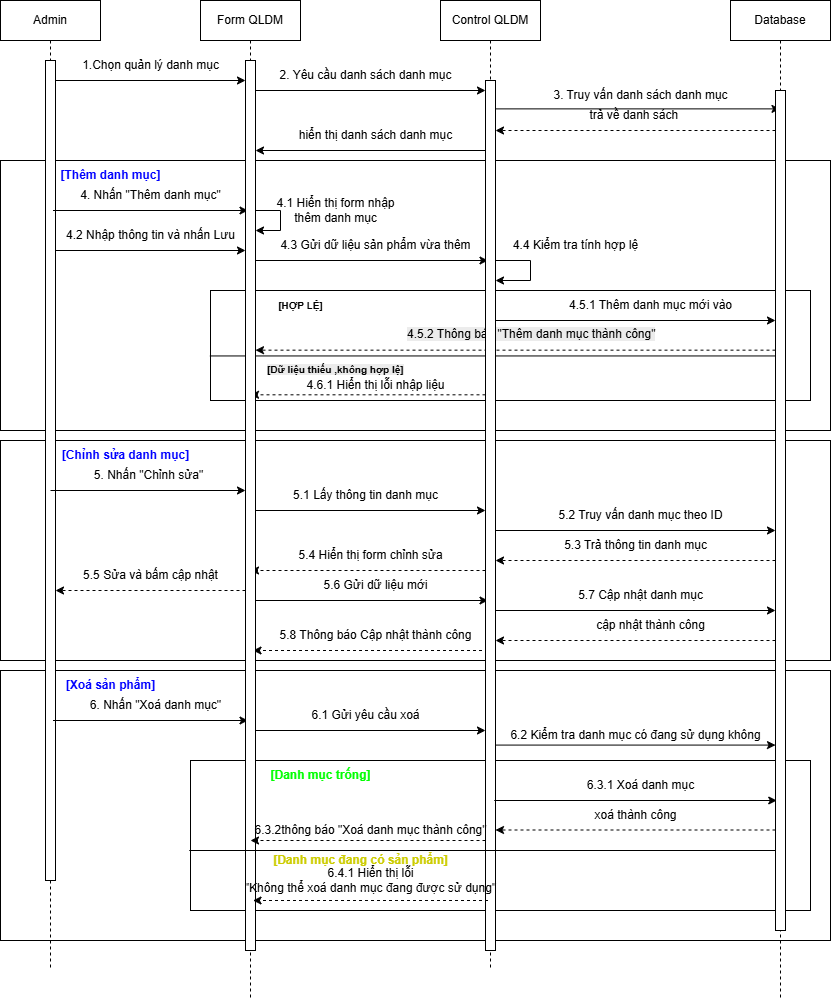 Admin
Form QLDM
Control QLDM
Database
1.Chọn quản lý danh mục
2. Yêu cầu danh sách danh mục
3. Truy vấn danh sách danh mục
trả về danh sách
hiển thị danh sách danh mục
[Thêm danh mục]
4. Nhấn "Thêm danh mục"
4.1 Hiển thị form nhập
thêm danh mục
4.2 Nhập thông tin và nhấn Lưu
4.3 Gửi dữ liệu sản phẩm vừa thêm
4.4 Kiểm tra tính hợp lệ
[HỢP LỆ]
4.5.1 Thêm danh mục mới vào
4.5.2 Thông báo "Thêm danh mục thành công"
[Dữ liệu thiếu ,không hợp lệ]
4.6.1 Hiển thị lỗi nhập liệu
[Chỉnh sửa danh mục]
5. Nhấn "Chỉnh sửa"
5.1 Lấy thông tin danh mục
5.2 Truy vấn danh mục theo ID
5.3 Trả thông tin danh mục
5.4 Hiển thị form chỉnh sửa
5.5 Sửa và bấm cập nhật
5.6 Gửi dữ liệu mới
5.7 Cập nhật danh mục
cập nhật thành công
5.8 Thông báo Cập nhật thành công
[Xoá sản phẩm]
6. Nhấn "Xoá danh mục"
6.1 Gửi yêu cầu xoá
6.2 Kiểm tra danh mục có đang sử dụng không
[Danh mục trống]
6.3.1 Xoá danh mục
xoá thành công
6.3.2thông báo "Xoá danh mục thành công"
[Danh mục đang có sản phẩm]
6.4.1 Hiển thị lỗi
"Không thể xoá danh mục đang được sử dụng"